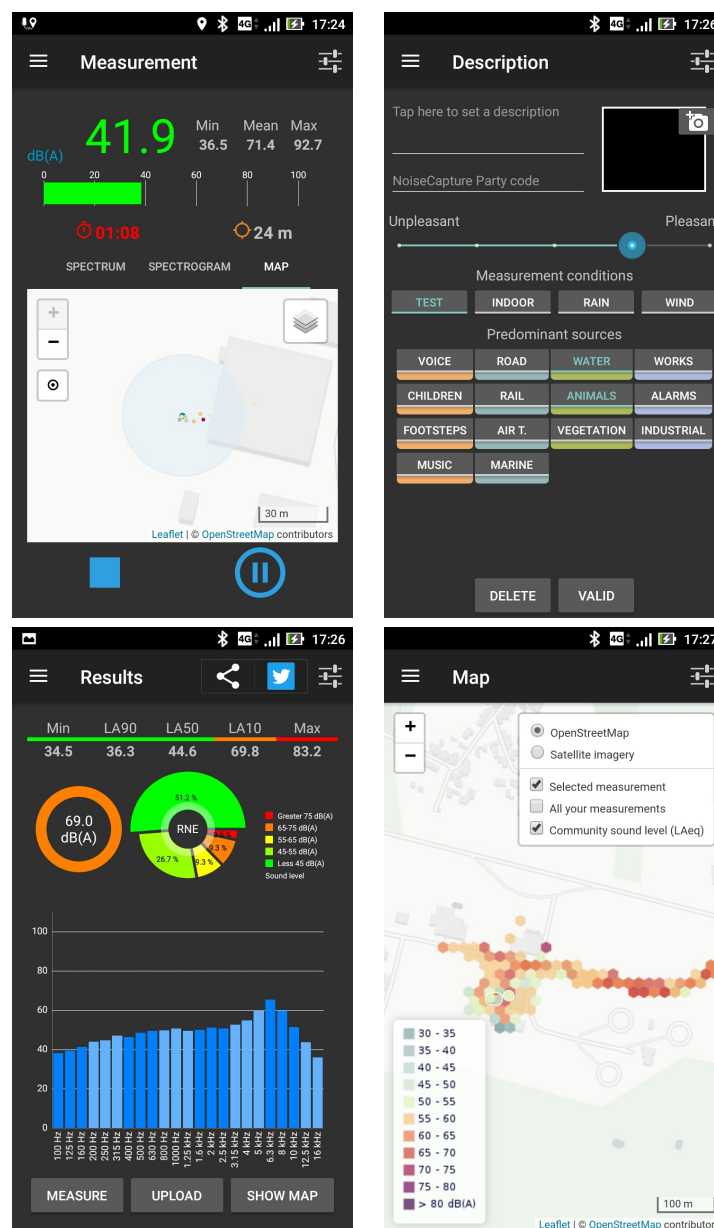 4G 17:24
Measurement
41.9
dB(A)
Min Mean Max
36.5 71.4 92.7
0 20 40 60 80 100
01:08
24 m
SPECTRUM SPECTROGRAM MAP
+
−
30 m
Leaflet | © OpenStreetMap contributors
4G 17:26
Description
Tap here to set a description
NoiseCapture Party code
Unpleasant Pleasan
Measurement conditions
TEST INDOOR RAIN WIND
Predominant sources
VOICE ROAD WATER WORKS
CHILDREN RAIL ANIMALS ALARMS
FOOTSTEPS AIR T. VEGETATION INDUSTRIAL
MUSIC MARINE
DELETE VALID
4G 17:26
Results
Min LA90 LA50 LA10 Max
34.5 36.3 44.6 69.8 83.2
69.0
dB(A)
RNE
51.2 %
26.7 %
9.3 %
9.3 %
Greater 75 dB(A)
65-75 dB(A)
55-65 dB(A)
45-55 dB(A)
Less 45 dB(A)
Sound level
100
80
60
40
20
0
100 Hz
125 Hz
160 Hz
200 Hz
250 Hz
315 Hz
400 Hz
500 Hz
630 Hz
800 Hz
1000 Hz
1.25 kHz
1.6 kHz
2 kHz
2.5 kHz
3.15 kHz
4 kHz
5 kHz
6.3 kHz
8 kHz
10 kHz
12.5 kHz
16 kHz
MEASURE UPLOAD SHOW MAP
4G 17:27
Map
+
−
OpenStreetMap
Satellite imagery
Selected measurement
All your measurements
Community sound level (LAeq)
30 - 35
35 - 40
40 - 45
45 - 50
50 - 55
55 - 60
60 - 65
65 - 70
70 - 75
75 - 80
> 80 dB(A)
100 m
Leaflet | © OpenStreetMap contributor